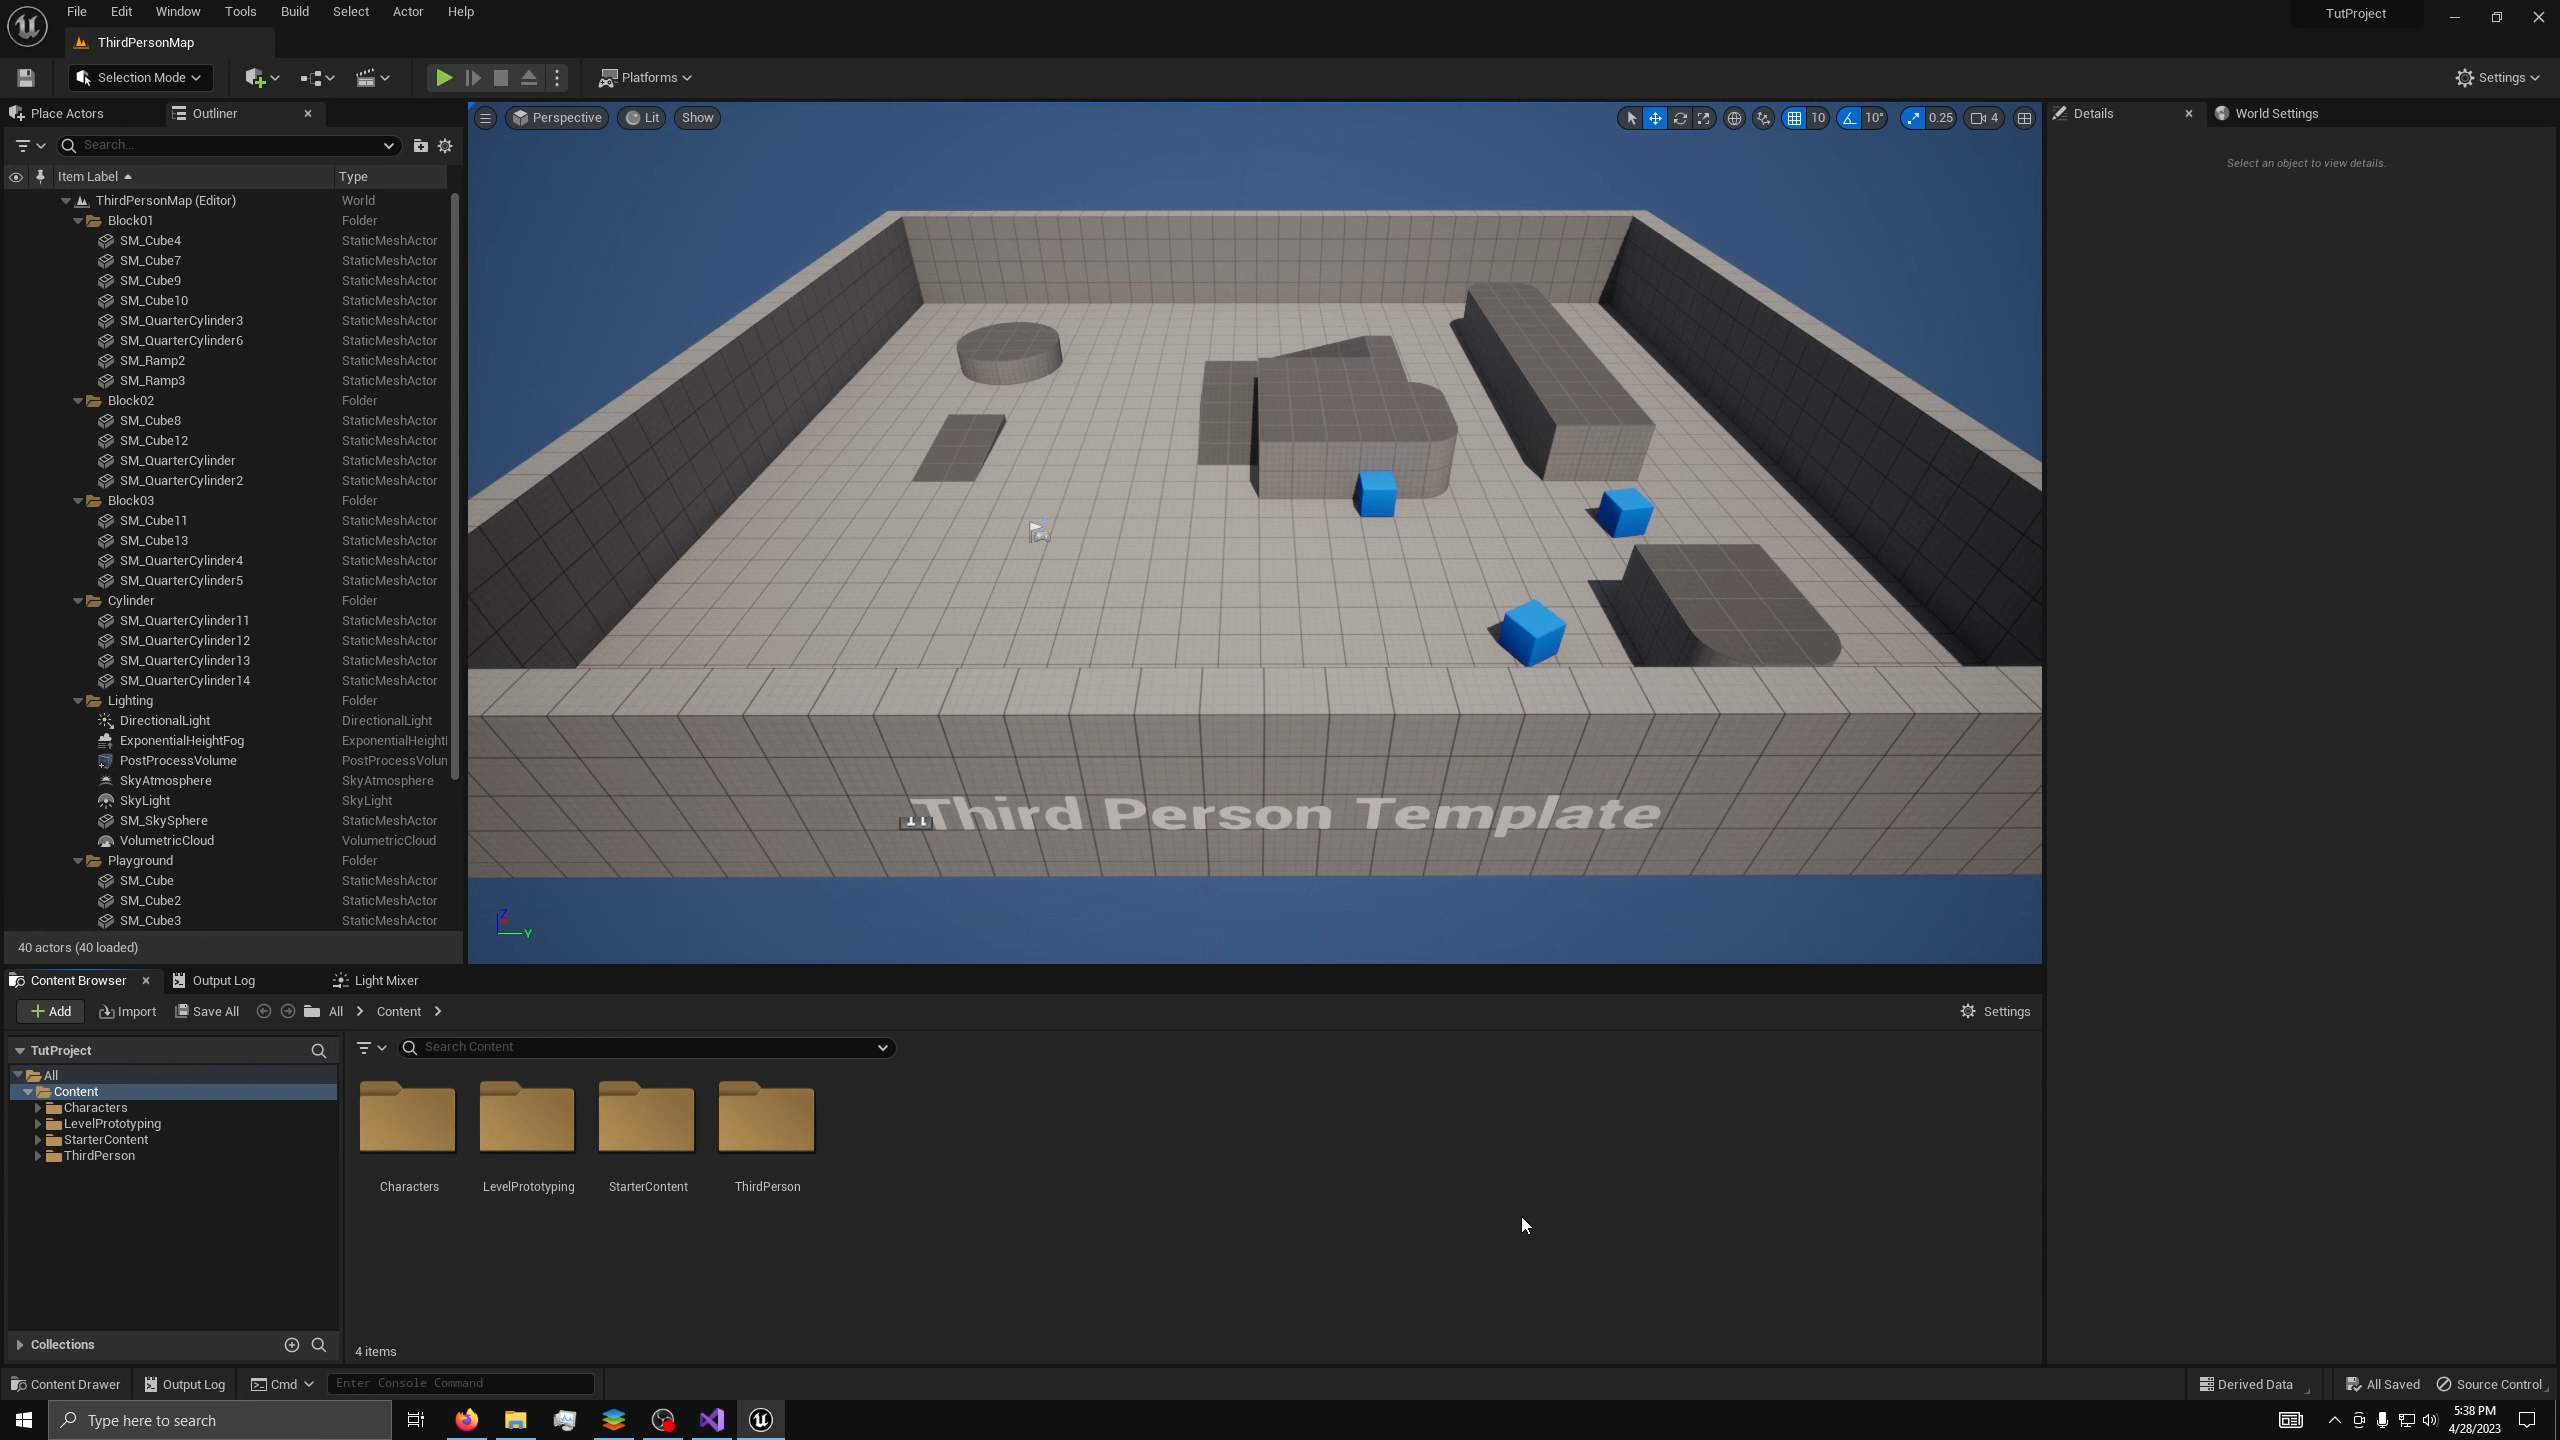 File Edit Window Tools Build Select Actor Help
TutProject
ThirdPersonMap
Selection Mode
Platforms
Settings
Place Actors
Outliner
Perspective
Lit
Show
10
10°
0.25
4
Details
World Settings
Search...
Select an object to view details.
Item Label
Type
ThirdPersonMap (Editor) World
Block01 Folder
SM_Cube4 StaticMeshActor
SM_Cube7 StaticMeshActor
SM_Cube9 StaticMeshActor
SM_Cube10 StaticMeshActor
SM_QuarterCylinder3 StaticMeshActor
SM_QuarterCylinder6 StaticMeshActor
SM_Ramp2 StaticMeshActor
SM_Ramp3 StaticMeshActor
Block02 Folder
SM_Cube8 StaticMeshActor
SM_Cube12 StaticMeshActor
SM_QuarterCylinder StaticMeshActor
SM_QuarterCylinder2 StaticMeshActor
Block03 Folder
SM_Cube11 StaticMeshActor
SM_Cube13 StaticMeshActor
SM_QuarterCylinder4 StaticMeshActor
SM_QuarterCylinder5 StaticMeshActor
Cylinder Folder
SM_QuarterCylinder11 StaticMeshActor
SM_QuarterCylinder12 StaticMeshActor
SM_QuarterCylinder13 StaticMeshActor
SM_QuarterCylinder14 StaticMeshActor
Lighting Folder
DirectionalLight DirectionalLight
ExponentialHeightFog ExponentialHeight
PostProcessVolume PostProcessVolum
SkyAtmosphere SkyAtmosphere
SkyLight SkyLight
SM_SkySphere StaticMeshActor
VolumetricCloud VolumetricCloud
Playground Folder
SM_Cube StaticMeshActor
SM_Cube2 StaticMeshActor
SM_Cube3 StaticMeshActor
40 actors (40 loaded)
Third Person Template
Z
Y
Content Browser
Output Log
Light Mixer
Add
Import
Save All
All
Content
Settings
TutProject
All
Content
Characters
LevelPrototyping
StarterContent
ThirdPerson
Search Content
Characters
LevelPrototyping
StarterContent
ThirdPerson
Collections
4 items
Content Drawer
Output Log
Cmd
Enter Console Command
Derived Data
All Saved
Source Control
Type here to search
5:38 PM
4/28/2023